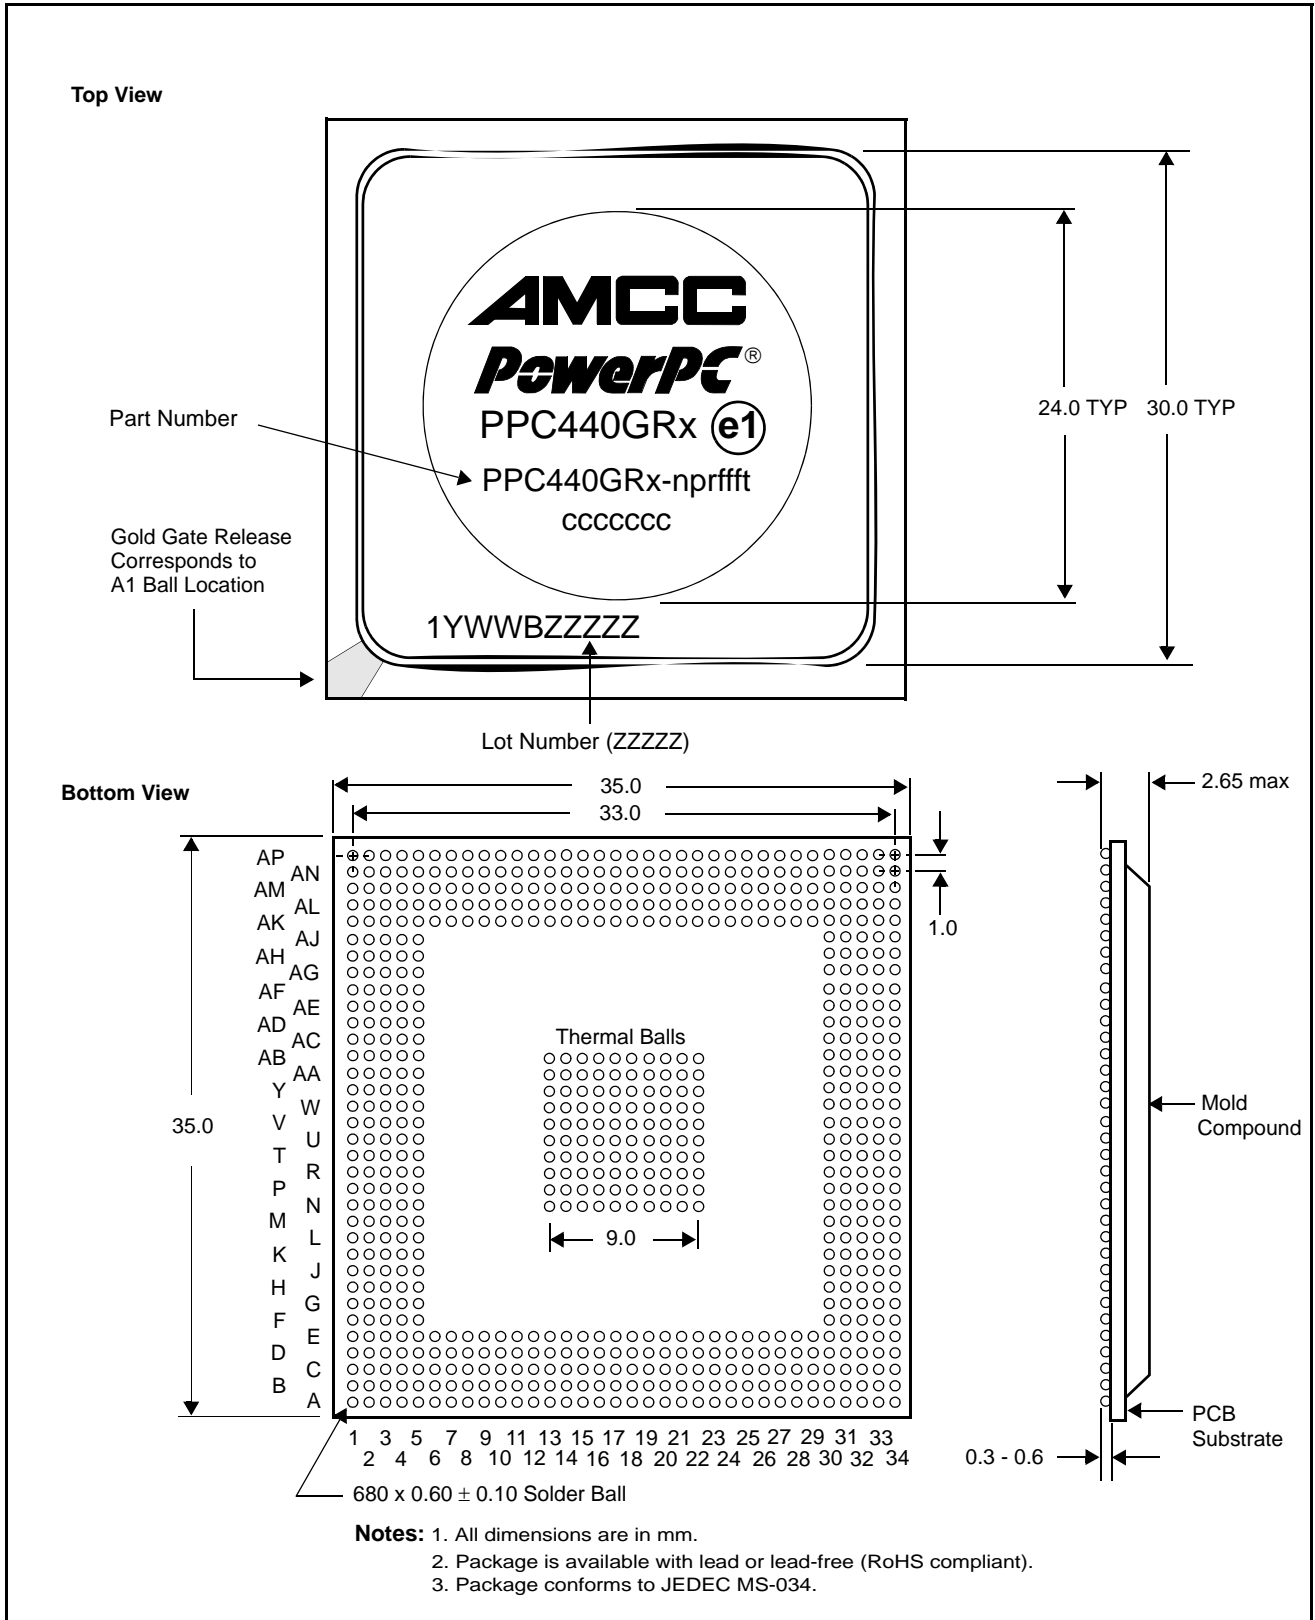 Top View
AMCC
PowerPC®
PPC440GRx e1
PPC440GRx-nprffft
ccccccc
1YWWBZZZZZ
Part Number
Gold Gate Release
Corresponds to
A1 Ball Location
24.0 TYP
30.0 TYP
Lot Number (ZZZZZ)
Bottom View
35.0
33.0
2.65 max
1.0
AP
AN
AM
AL
AK
AJ
AH
AG
AF
AE
AD
AC
AB
AA
Y
W
V
U
T
R
P
N
M
L
K
J
H
G
F
E
D
C
B
A
35.0
Thermal Balls
9.0
Mold
Compound
PCB
Substrate
0.3 - 0.6
1 3 5 7 9 11 13 15 17 19 21 23 25 27 29 31 33
2 4 6 8 10 12 14 16 18 20 22 24 26 28 30 32 34
680 x 0.60 ± 0.10 Solder Ball
Notes: 1. All dimensions are in mm.
2. Package is available with lead or lead-free (RoHS compliant).
3. Package conforms to JEDEC MS-034.